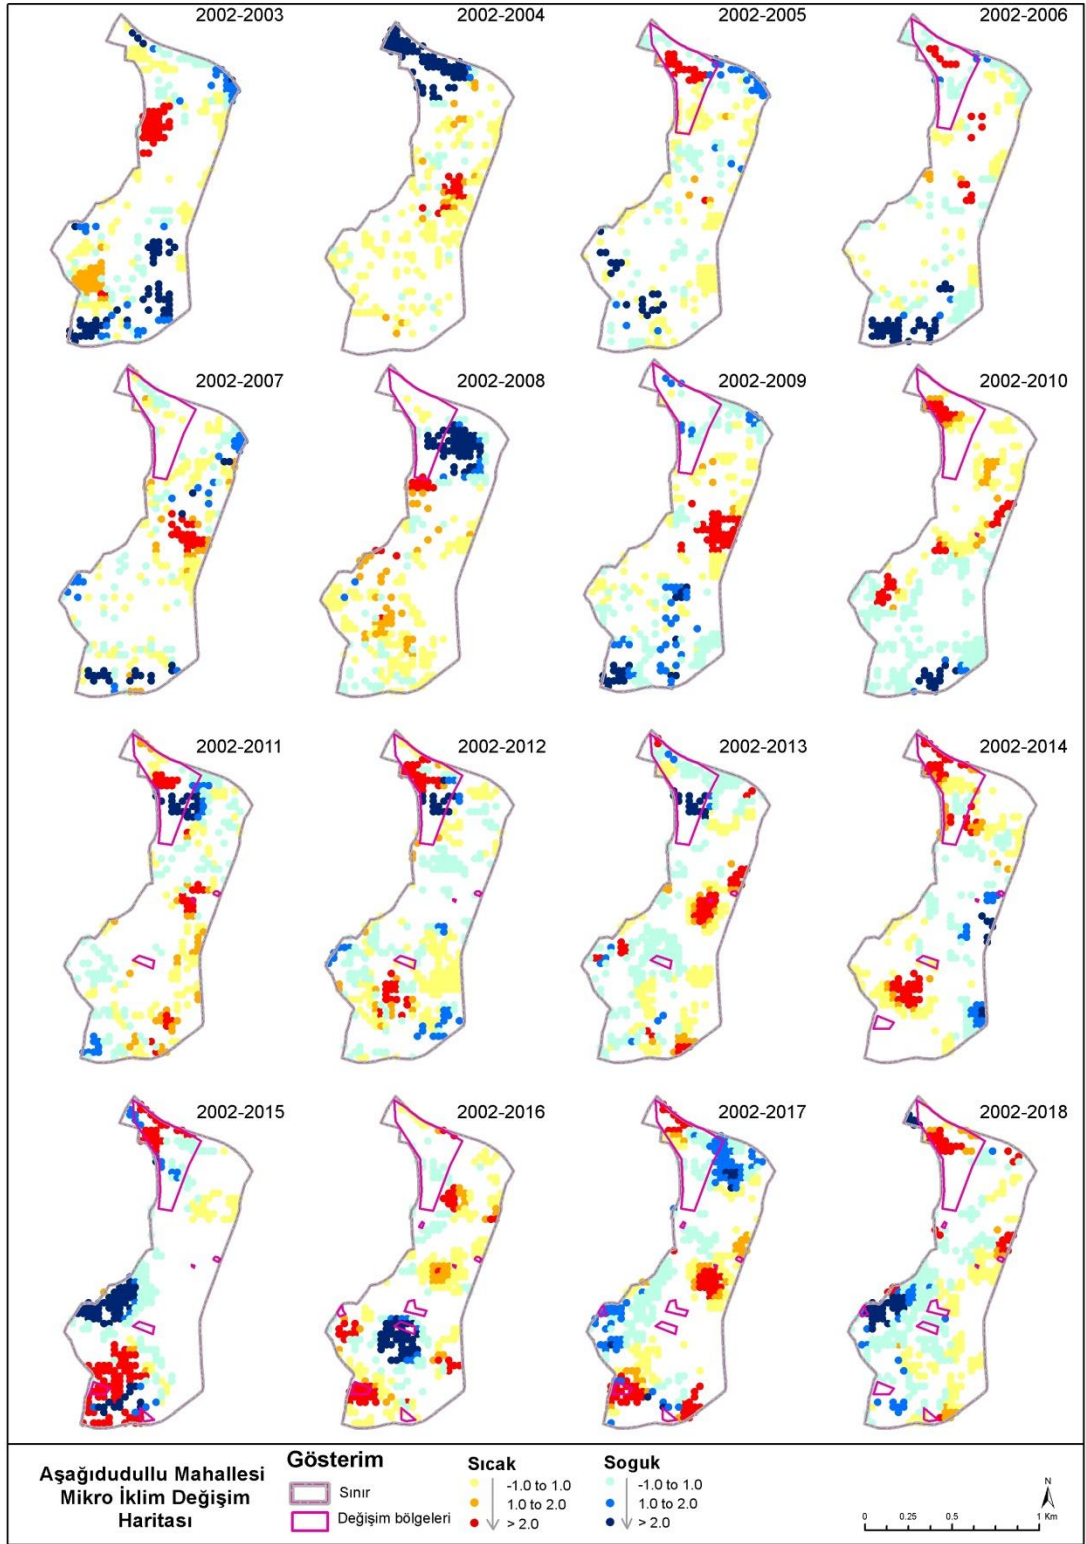 2002-2003
2002-2004
2002-2005
2002-2006
2002-2007
2002-2008
2002-2009
2002-2010
2002-2011
2002-2012
2002-2013
2002-2014
2002-2015
2002-2016
2002-2017
2002-2018
Aşağıdudullu Mahallesi
Mikro İklim Değişim
Haritası
Gösterim
Sınır
Değişim bölgeleri
Sıcak
-1.0 to 1.0
1.0 to 2.0
> 2.0
Soguk
-1.0 to 1.0
1.0 to 2.0
> 2.0
N
0 0.25 0.5 1 Km